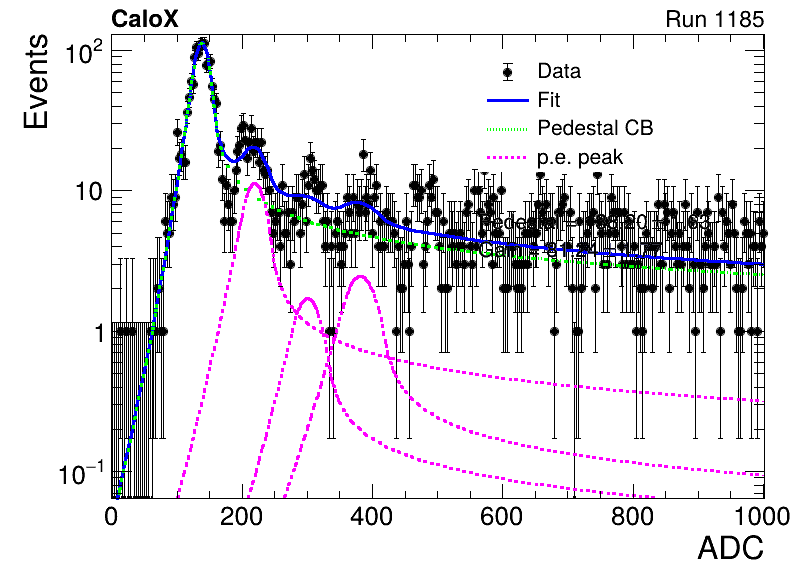 CaloX Run 1185
Events
10²
10
1
10⁻¹
Data
Fit
Pedestal CB
p.e. peak
0 200 400 600 800 1000
ADC